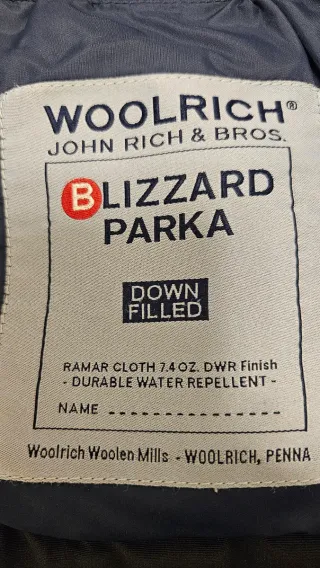 WOOLRICH®
JOHN RICH & BROS.
BLIZZARD
PARKA
DOWN
FILLED
RAMAR CLOTH 7.4 OZ. DWR Finish
- DURABLE WATER REPELLENT -
NAME - - - - - - - - - - - - - - -
Woolrich Woolen Mills - WOOLRICH, PENNA